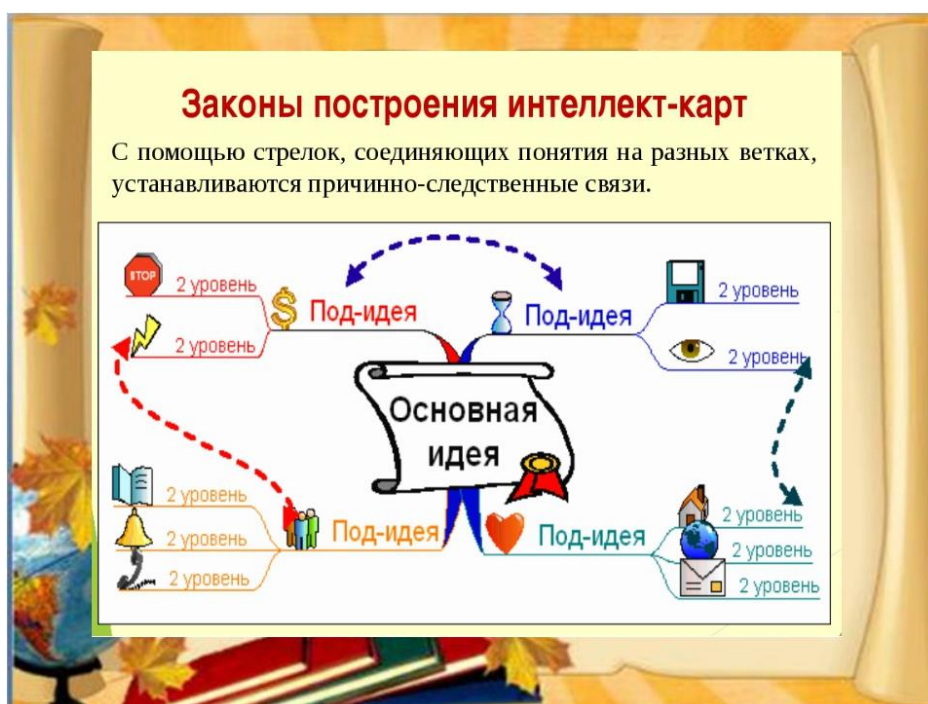 Законы построения интеллект-карт
С помощью стрелок, соединяющих понятия на разных ветках,
устанавливаются причинно-следственные связи.
STOP
2 уровень
$
Под-идея
2 уровень
Под-идея
2 уровень
2 уровень
Основная
идея
2 уровень
Под-идея
2 уровень
2 уровень
Под-идея
2 уровень
2 уровень
2 уровень